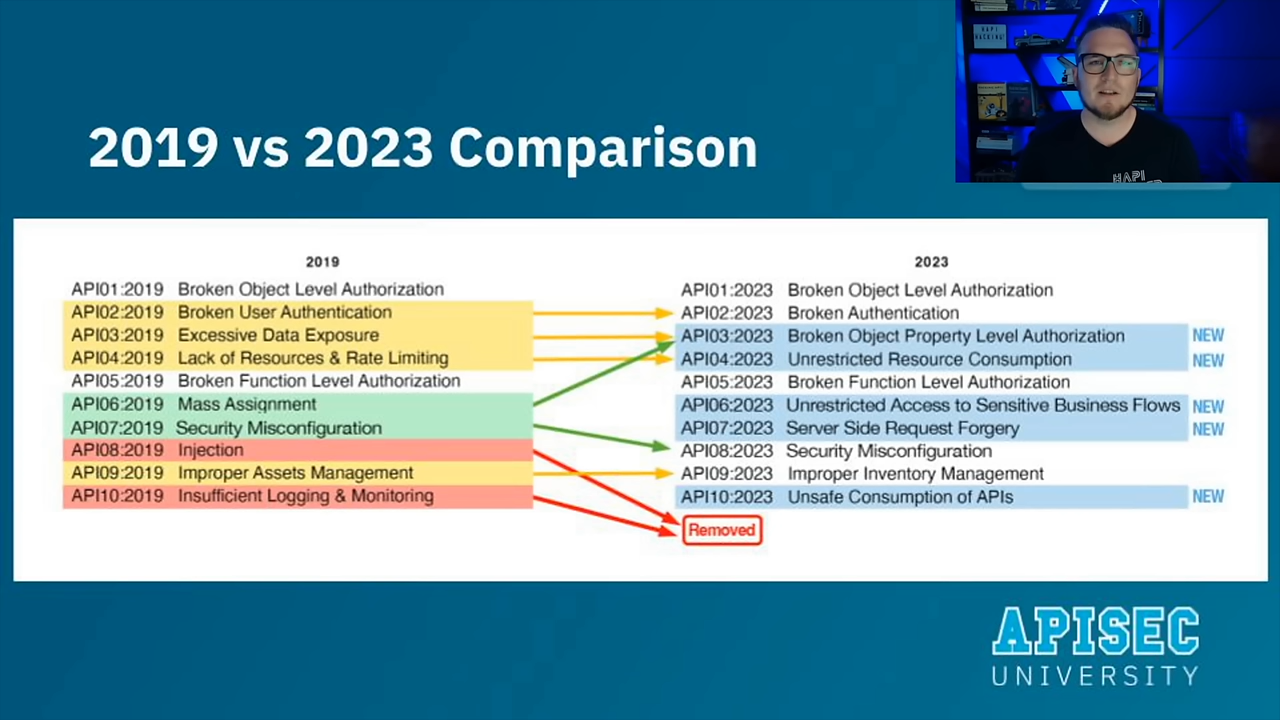 HAPI
HACKING!
HAPI
2019 vs 2023 Comparison
2019
API01:2019 Broken Object Level Authorization
API02:2019 Broken User Authentication
API03:2019 Excessive Data Exposure
API04:2019 Lack of Resources & Rate Limiting
API05:2019 Broken Function Level Authorization
API06:2019 Mass Assignment
API07:2019 Security Misconfiguration
API08:2019 Injection
API09:2019 Improper Assets Management
API10:2019 Insufficient Logging & Monitoring
2023
API01:2023 Broken Object Level Authorization
API02:2023 Broken Authentication
API03:2023 Broken Object Property Level Authorization NEW
API04:2023 Unrestricted Resource Consumption NEW
API05:2023 Broken Function Level Authorization
API06:2023 Unrestricted Access to Sensitive Business Flows NEW
API07:2023 Server Side Request Forgery NEW
API08:2023 Security Misconfiguration
API09:2023 Improper Inventory Management
API10:2023 Unsafe Consumption of APIs NEW
Removed
APISEC
UNIVERSITY